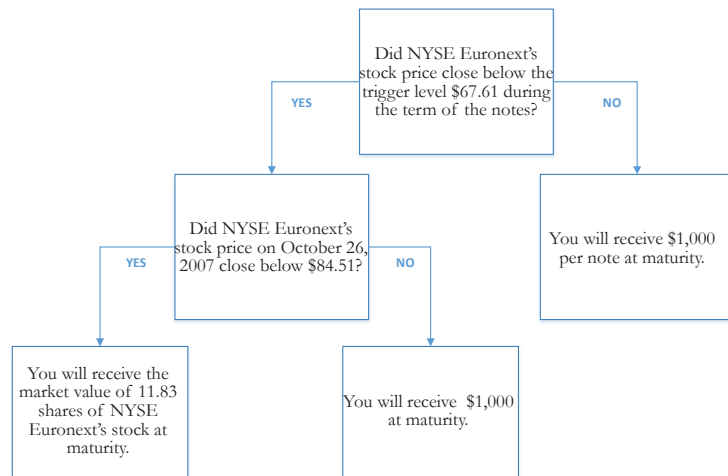 Did NYSE Euronext's
stock price close below the
trigger level $67.61 during
the term of the notes?
YES
NO
Did NYSE Euronext's
stock price on October 26,
2007 close below $84.51?
You will receive $1,000
per note at maturity.
YES
NO
You will receive the
market value of 11.83
shares of NYSE
Euronext's stock at
maturity.
You will receive $1,000
at maturity.